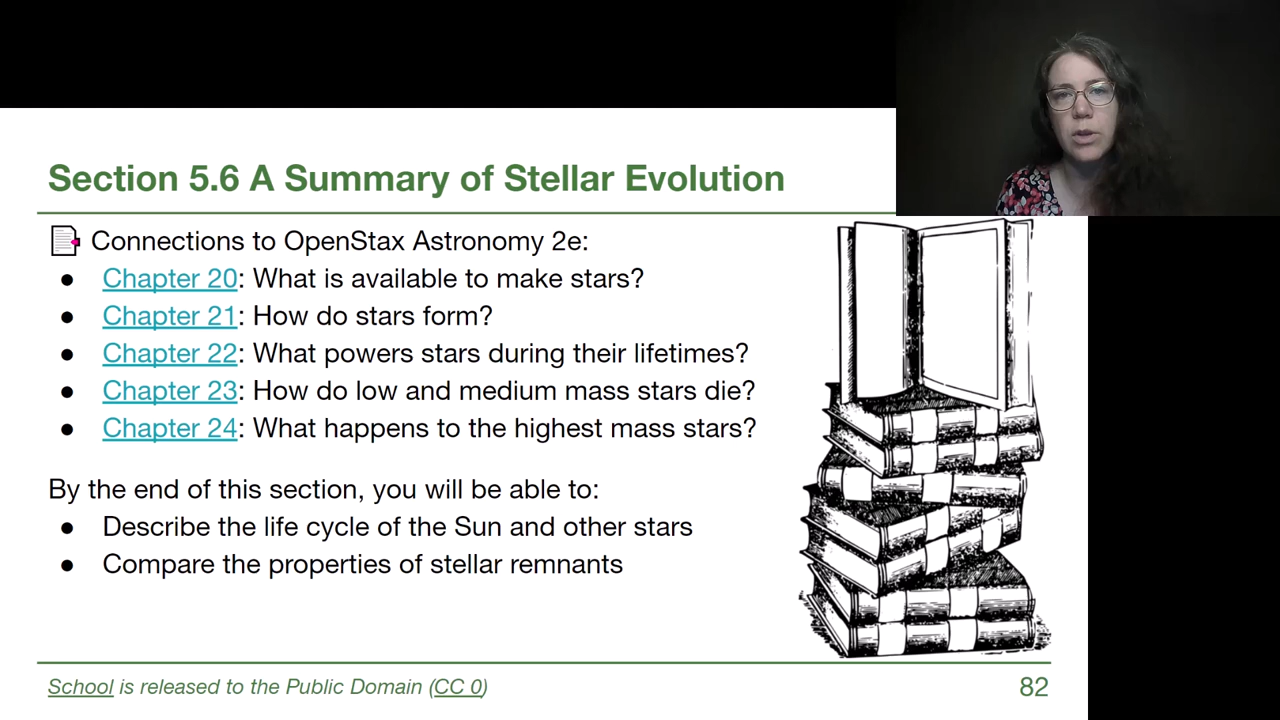 Section 5.6 A Summary of Stellar Evolution
Connections to OpenStax Astronomy 2e:
● Chapter 20: What is available to make stars?
● Chapter 21: How do stars form?
● Chapter 22: What powers stars during their lifetimes?
● Chapter 23: How do low and medium mass stars die?
● Chapter 24: What happens to the highest mass stars?
By the end of this section, you will be able to:
● Describe the life cycle of the Sun and other stars
● Compare the properties of stellar remnants
School is released to the Public Domain (CC 0)
82